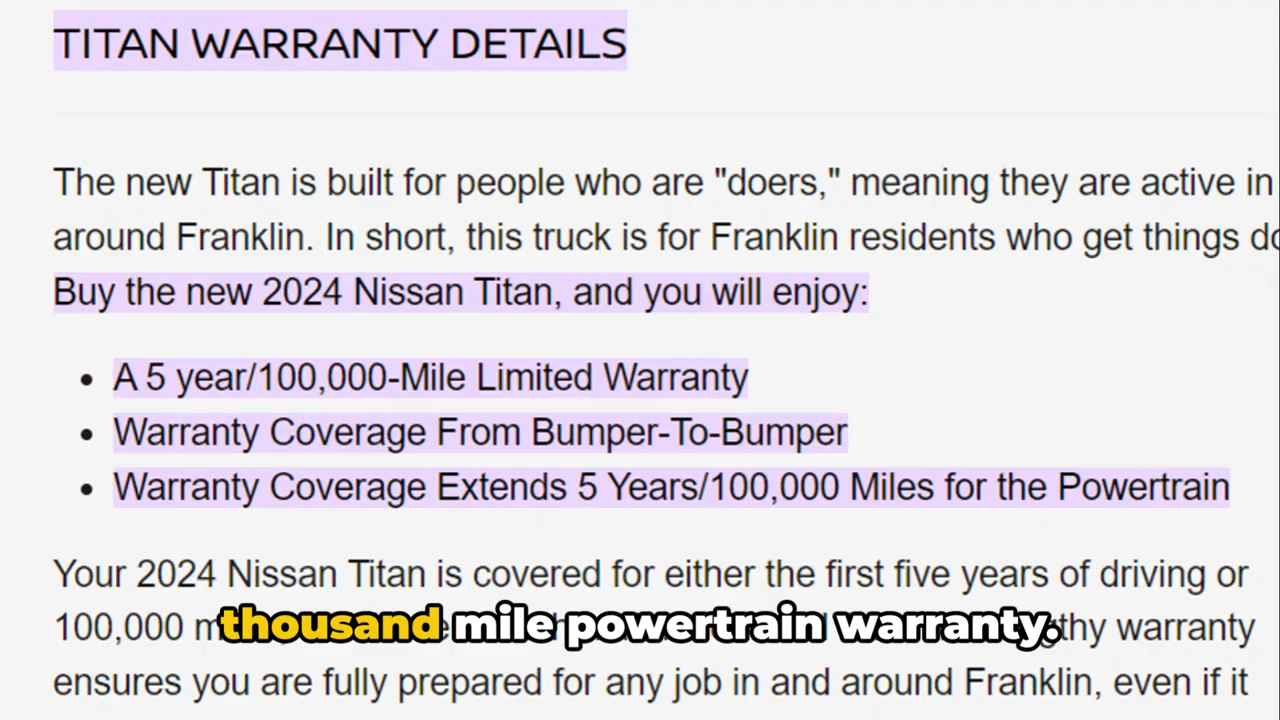 TITAN WARRANTY DETAILS
The new Titan is built for people who are "doers," meaning they are active in
around Franklin. In short, this truck is for Franklin residents who get things
Buy the new 2024 Nissan Titan, and you will enjoy:
• A 5 year/100,000-Mile Limited Warranty
• Warranty Coverage From Bumper-To-Bumper
• Warranty Coverage Extends 5 Years/100,000 Miles for the Powertrain
Your 2024 Nissan Titan is covered for either the first five years of driving or
100,000 warranty
thousand mile powertrain warranty.
ensures you are fully prepared for any job in and around Franklin, even if it